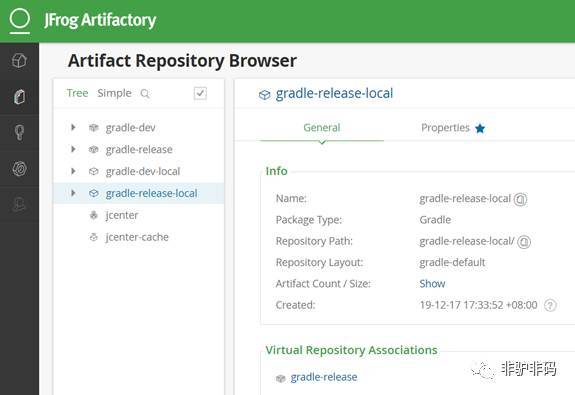 JFrog Artifactory
Artifact Repository Browser
Tree Simple
gradle-dev
gradle-release
gradle-dev-local
gradle-release-local
jcenter
jcenter-cache
gradle-release-local
General Properties
Info
Name: gradle-release-local
Package Type: Gradle
Repository Path: gradle-release-local/
Repository Layout: gradle-default
Artifact Count / Size: Show
Created: 19-12-17 17:33:52 +08:00 ?
Virtual Repository Associations
gradle-release
非驴非码